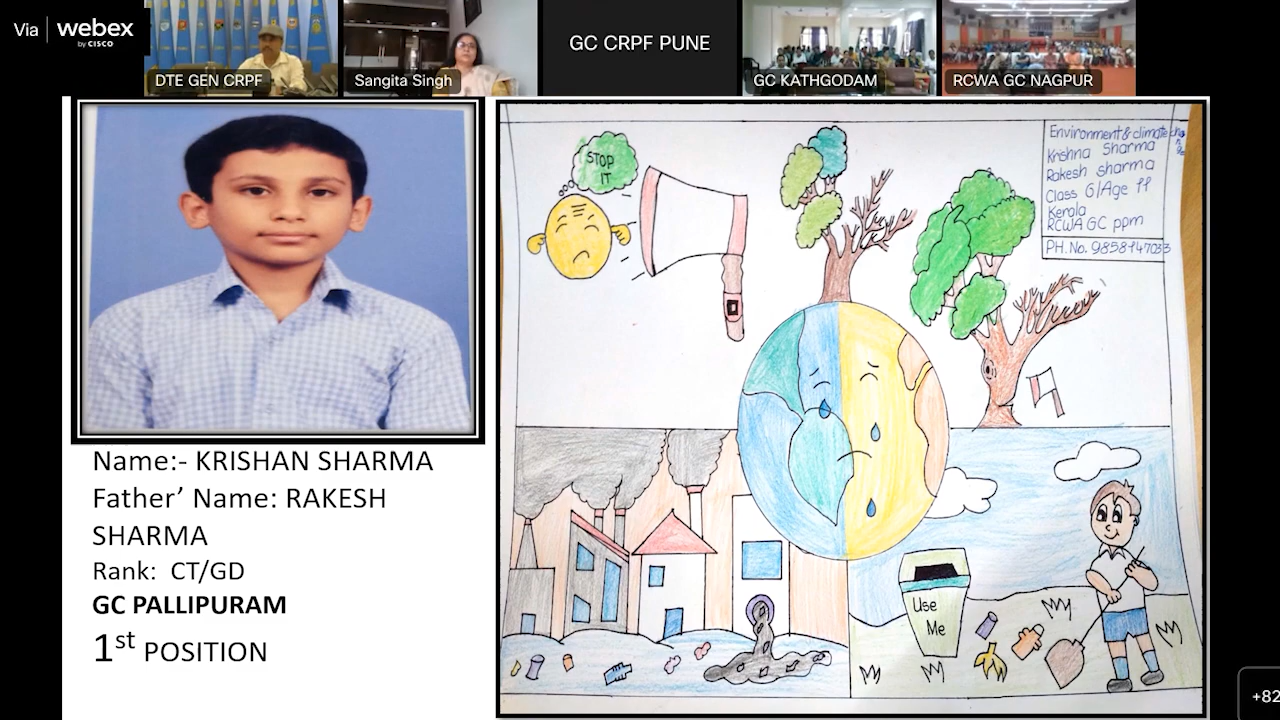 Via webex
by CISCO
DTE GEN CRPF
Sangita Singh
GC CRPF PUNE
GC KATHGODAM
RCWA GC NAGPUR
Name:- KRISHAN SHARMA
Father’ Name: RAKESH
SHARMA
Rank: CT/GD
GC PALLIPURAM
1st POSITION
STOP
IT
Environment & climate change
Krishna Sharma
Rakesh sharma
Class 6/Age 11
Kerala
RCWA GC ppm
PH. No. 9858147033
Use
Me
+82